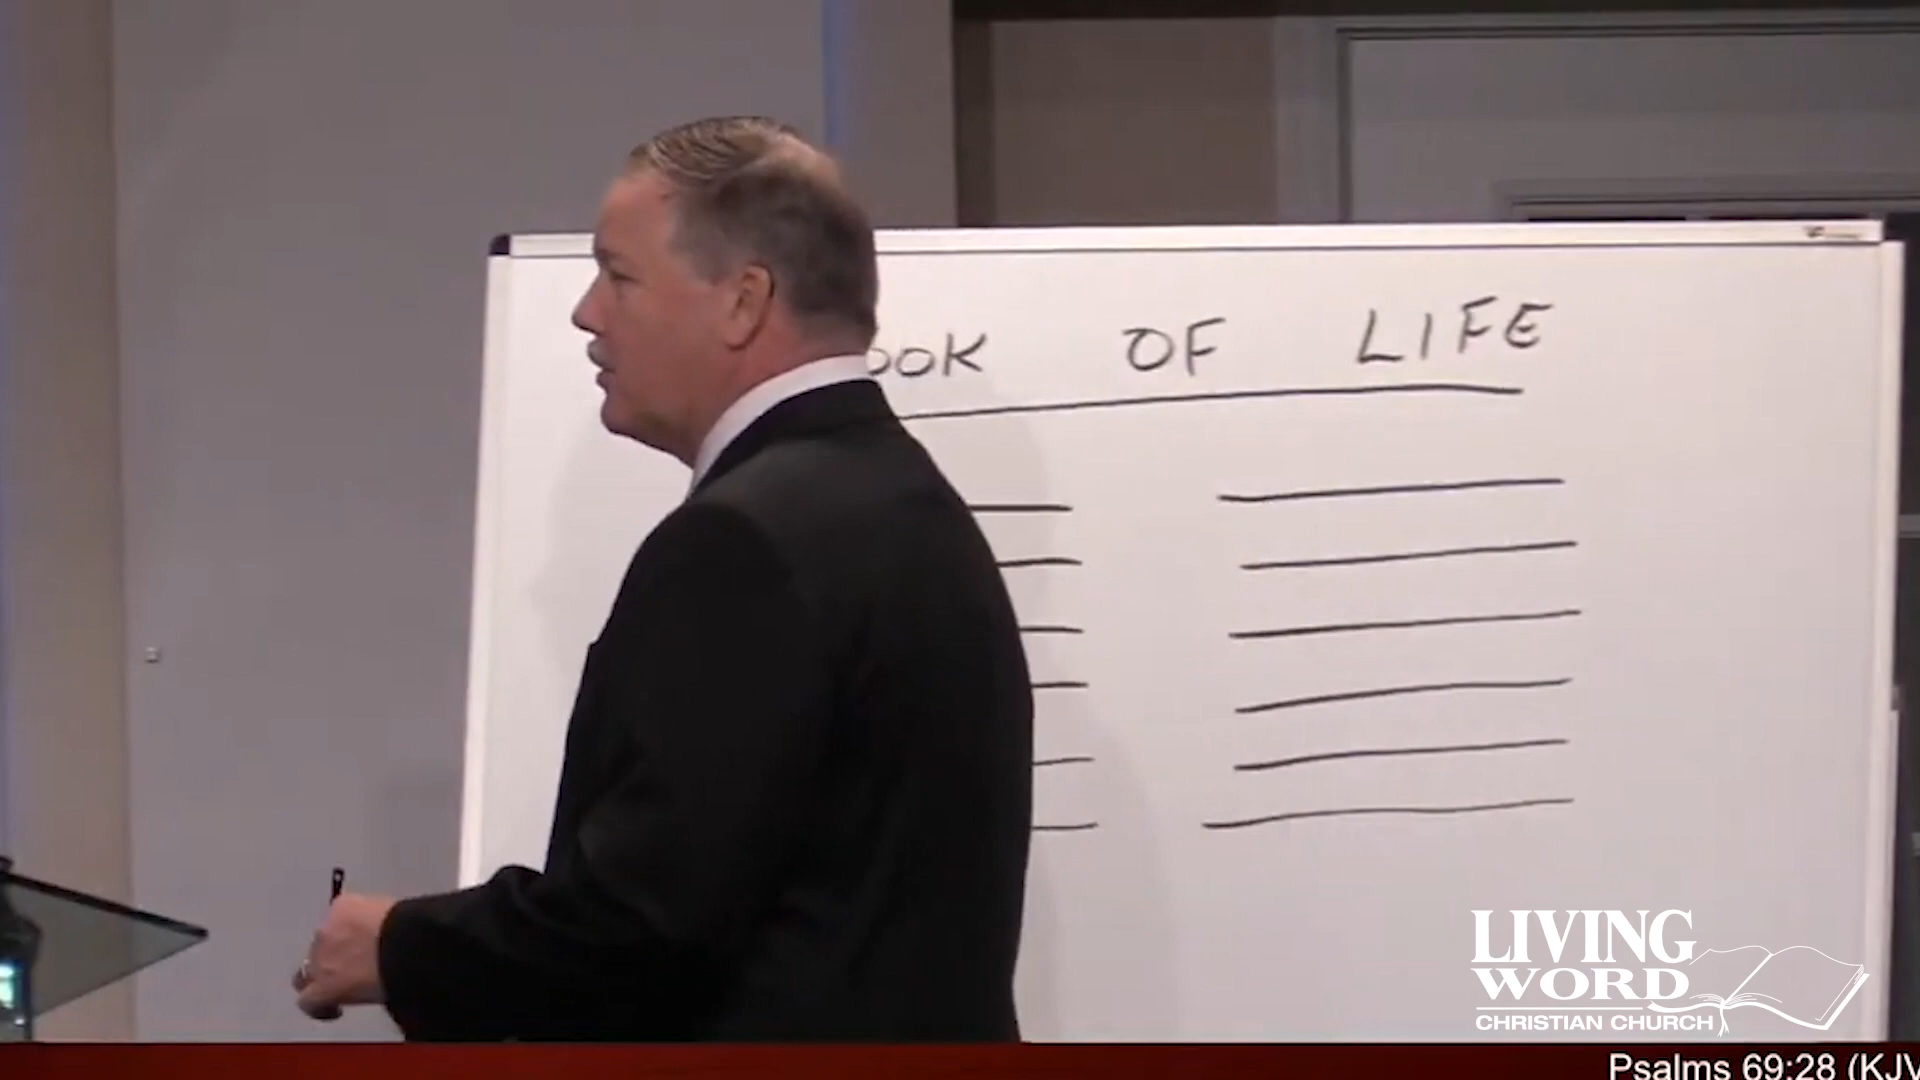 OOK OF LIFE
LIVING
WORD
CHRISTIAN CHURCH
Psalms 69:28 (KJV